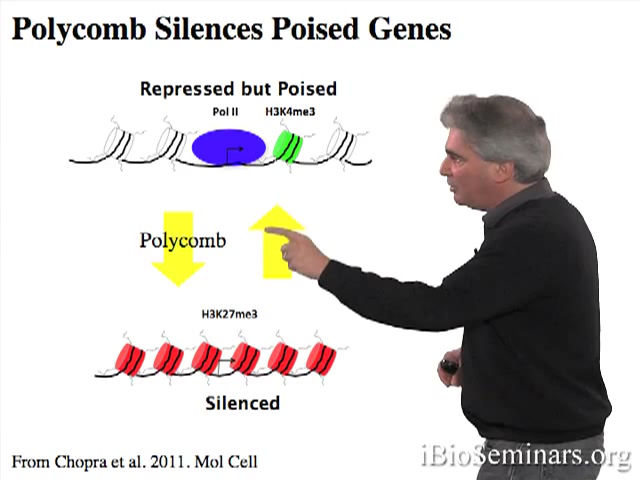 Polycomb Silences Poised Genes
Repressed but Poised
Pol II H3K4me3
Polycomb
H3K27me3
Silenced
From Chopra et al. 2011. Mol Cell
iBioSeminars.org